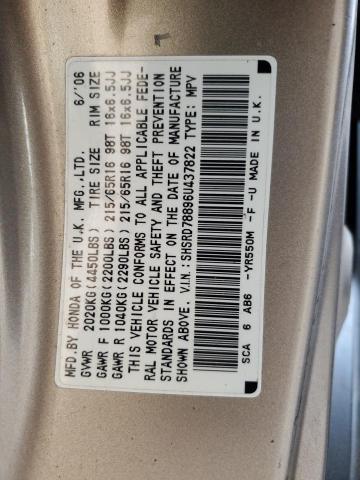 MFD.BY HONDA OF THE U.K. MFG.,LTD. 6/'06
GVWR 2020KG(4450LBS) TIRE SIZE RIM SIZE
GAWR F 1000KG(2200LBS) 215/65R16 98T 16x6.5JJ
GAWR R 1040KG(2290LBS) 215/65R16 98T 16x6.5JJ
THIS VEHICLE CONFORMS TO ALL APPLICABLE FEDE-
RAL MOTOR VEHICLE SAFETY AND THEFT PREVENTION
STANDARDS IN EFFECT ON THE DATE OF MANUFACTURE
SHOWN ABOVE. V.I.N.:SHSRD78896U437822 TYPE: MPV
SCA 6 AB6 -YR550M -F -U MADE IN U.K.